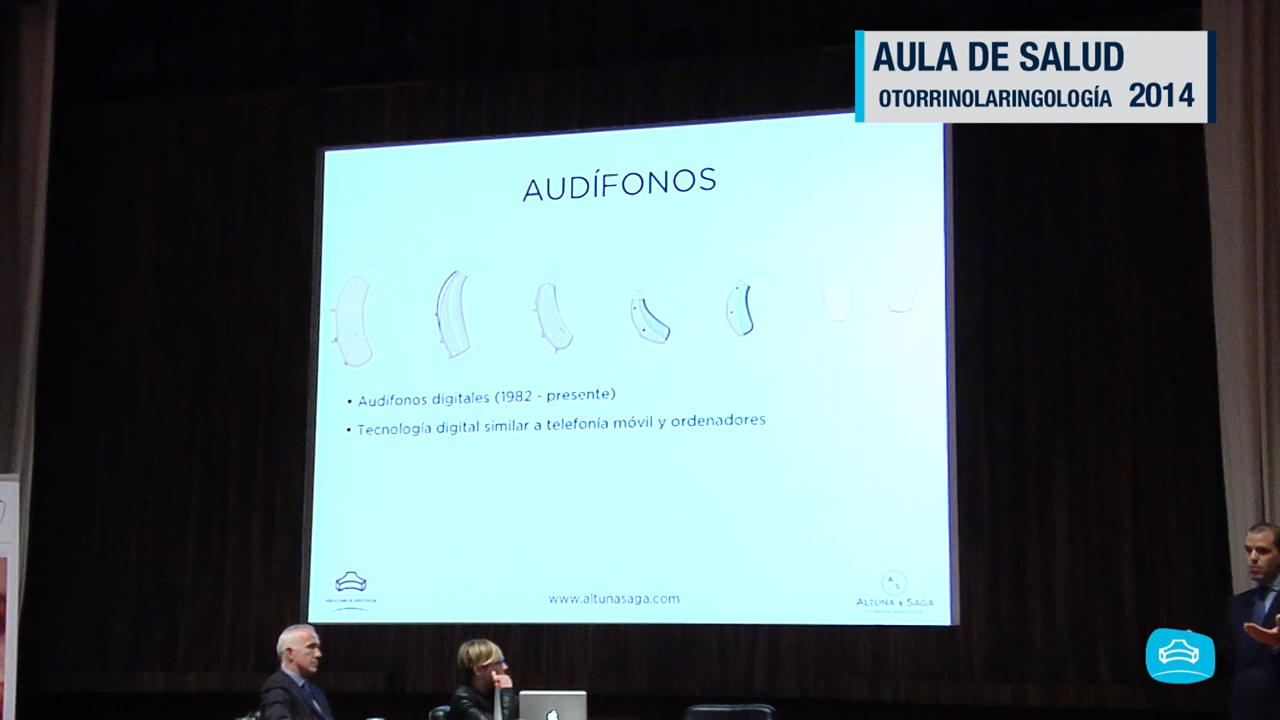 AULA DE SALUD
OTORRINOLARINGOLOGÍA 2014
AUDÍFONOS
• Audífonos digitales (1982 - presente)
• Tecnología digital similar a telefonía móvil y ordenadores
www.altunasaga.com
A S
ALTUNA & SAGA